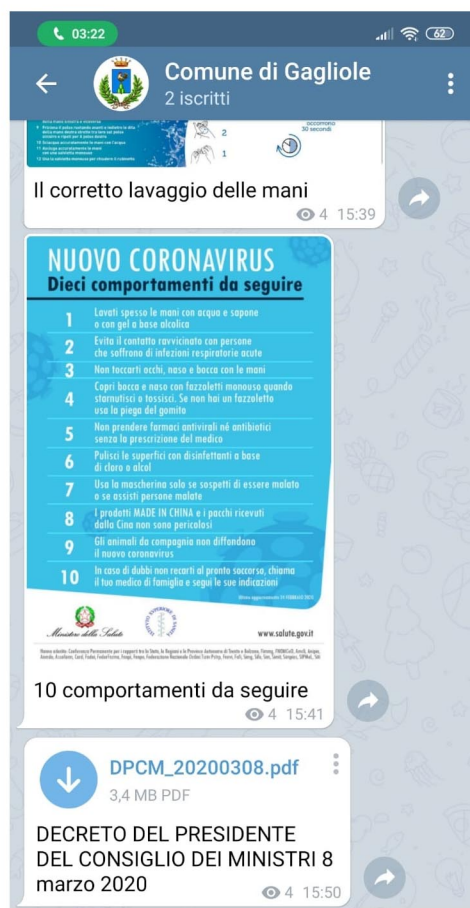 03:22
62
Comune di Gagliole
2 iscritti
occorrono
30 secondi
2
1
Il corretto lavaggio delle mani
4 15:39
NUOVO CORONAVIRUS
Dieci comportamenti da seguire
1 Lavati spesso le mani con acqua e sapone
o con gel a base alcolica
2 Evita il contatto ravvicinato con persone
che soffrono di infezioni respiratorie acute
3 Non toccarti occhi, naso e bocca con le mani
4 Copri bocca e naso con fazzoletti monouso quando
starnutisci o tossisci. Se non hai un fazzoletto
usa la piega del gomito
5 Non prendere farmaci antivirali né antibiotici
senza la prescrizione del medico
6 Pulisci le superfici con disinfettanti a base
di cloro o alcol
7 Usa la mascherina solo se sospetti di essere malato
o se assisti persone malate
8 I prodotti MADE IN CHINA e i pacchi ricevuti
dalla Cina non sono pericolosi
9 Gli animali da compagnia non diffondono
il nuovo coronavirus
10 In caso di dubbi non recarti al pronto soccorso, chiama
il tuo medico di famiglia e segui le sue indicazioni
Ministero della Salute
www.salute.gov.it
10 comportamenti da seguire
4 15:41
DPCM_20200308.pdf
3,4 MB PDF
DECRETO DEL PRESIDENTE
DEL CONSIGLIO DEI MINISTRI 8
marzo 2020
4 15:50